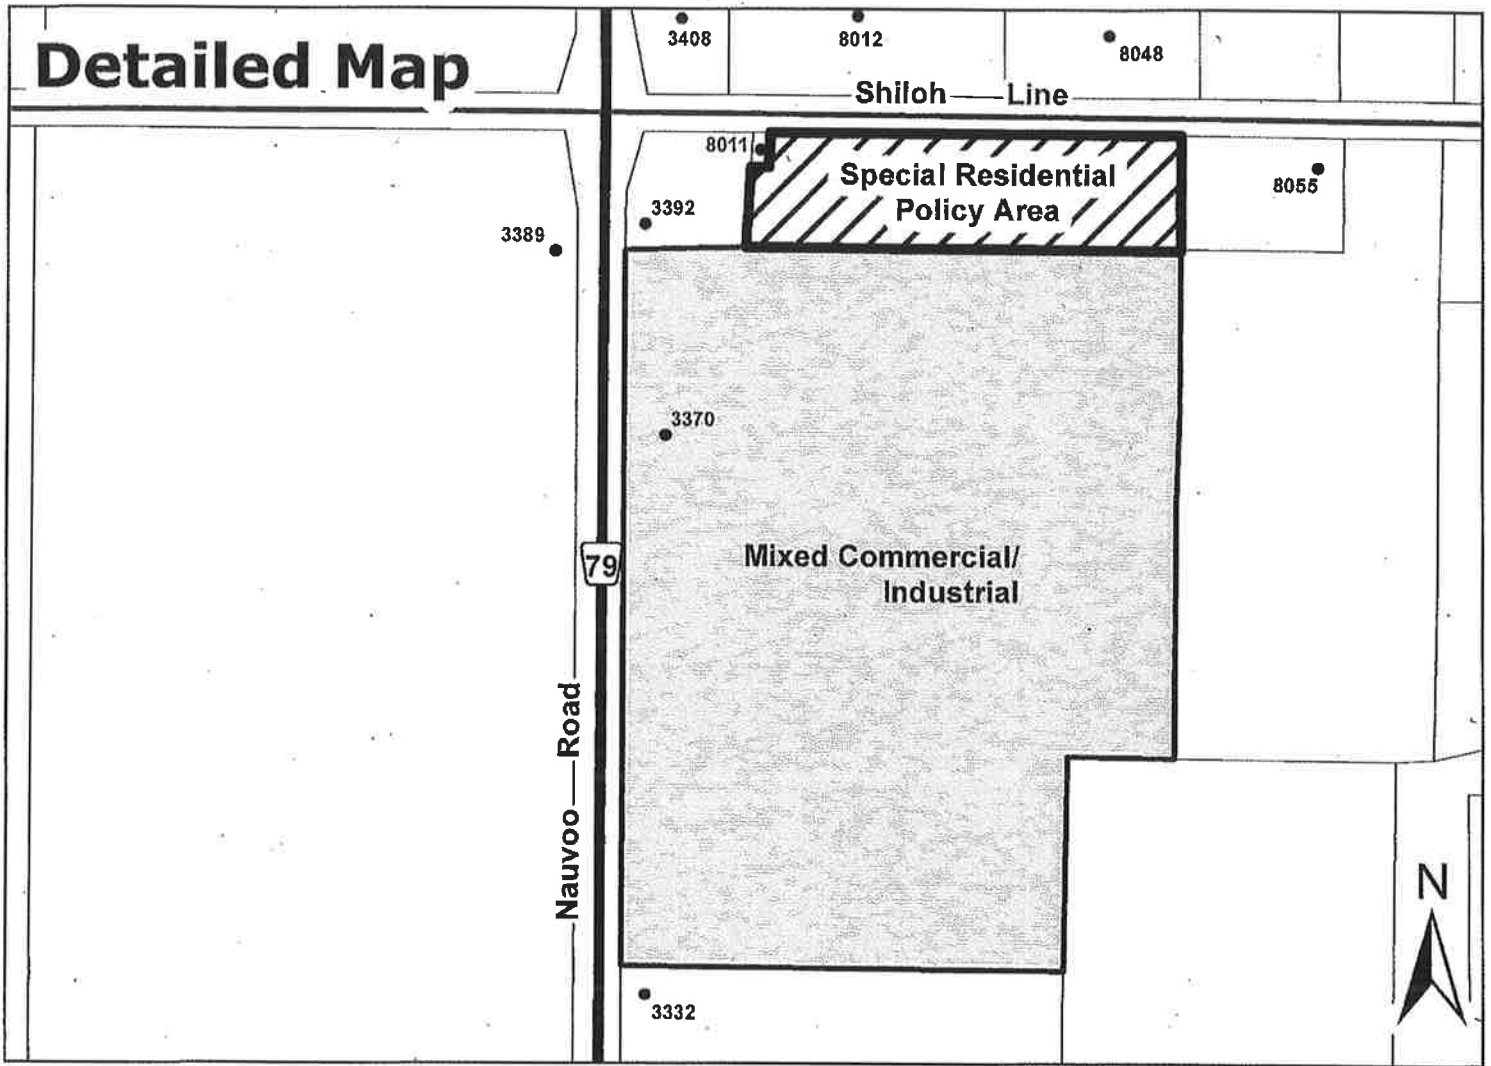 Detailed Map
3408
8012
8048
Shiloh Line
8011
Special Residential
Policy Area
8055
3392
3389
3370
Mixed Commercial/
Industrial
79
Nauvoo Road
N
3332